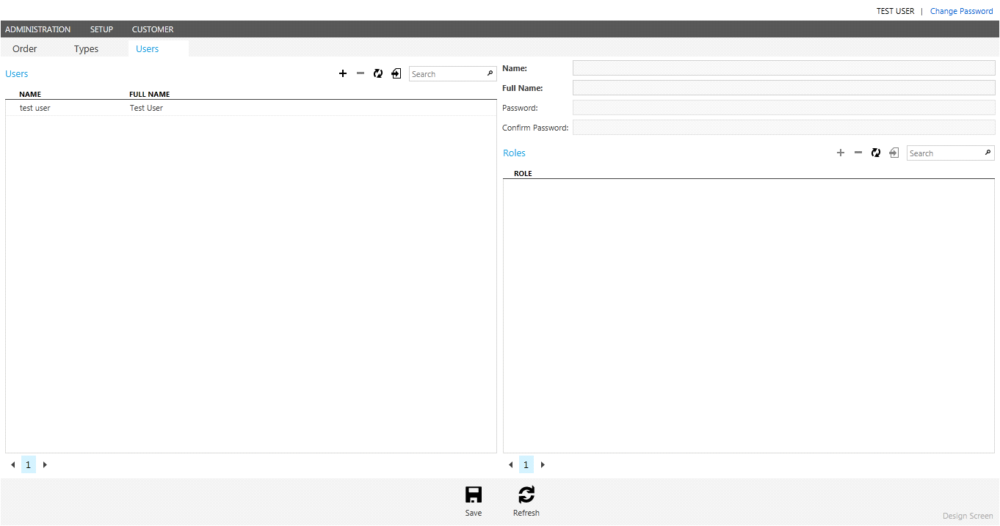 TEST USER | Change Password
ADMINISTRATION SETUP CUSTOMER
Order Types Users
Users
Search
NAME FULL NAME
test user Test User
1
Name:
Full Name:
Password:
Confirm Password:
Roles
Search
ROLE
1
Save Refresh
Design Screen